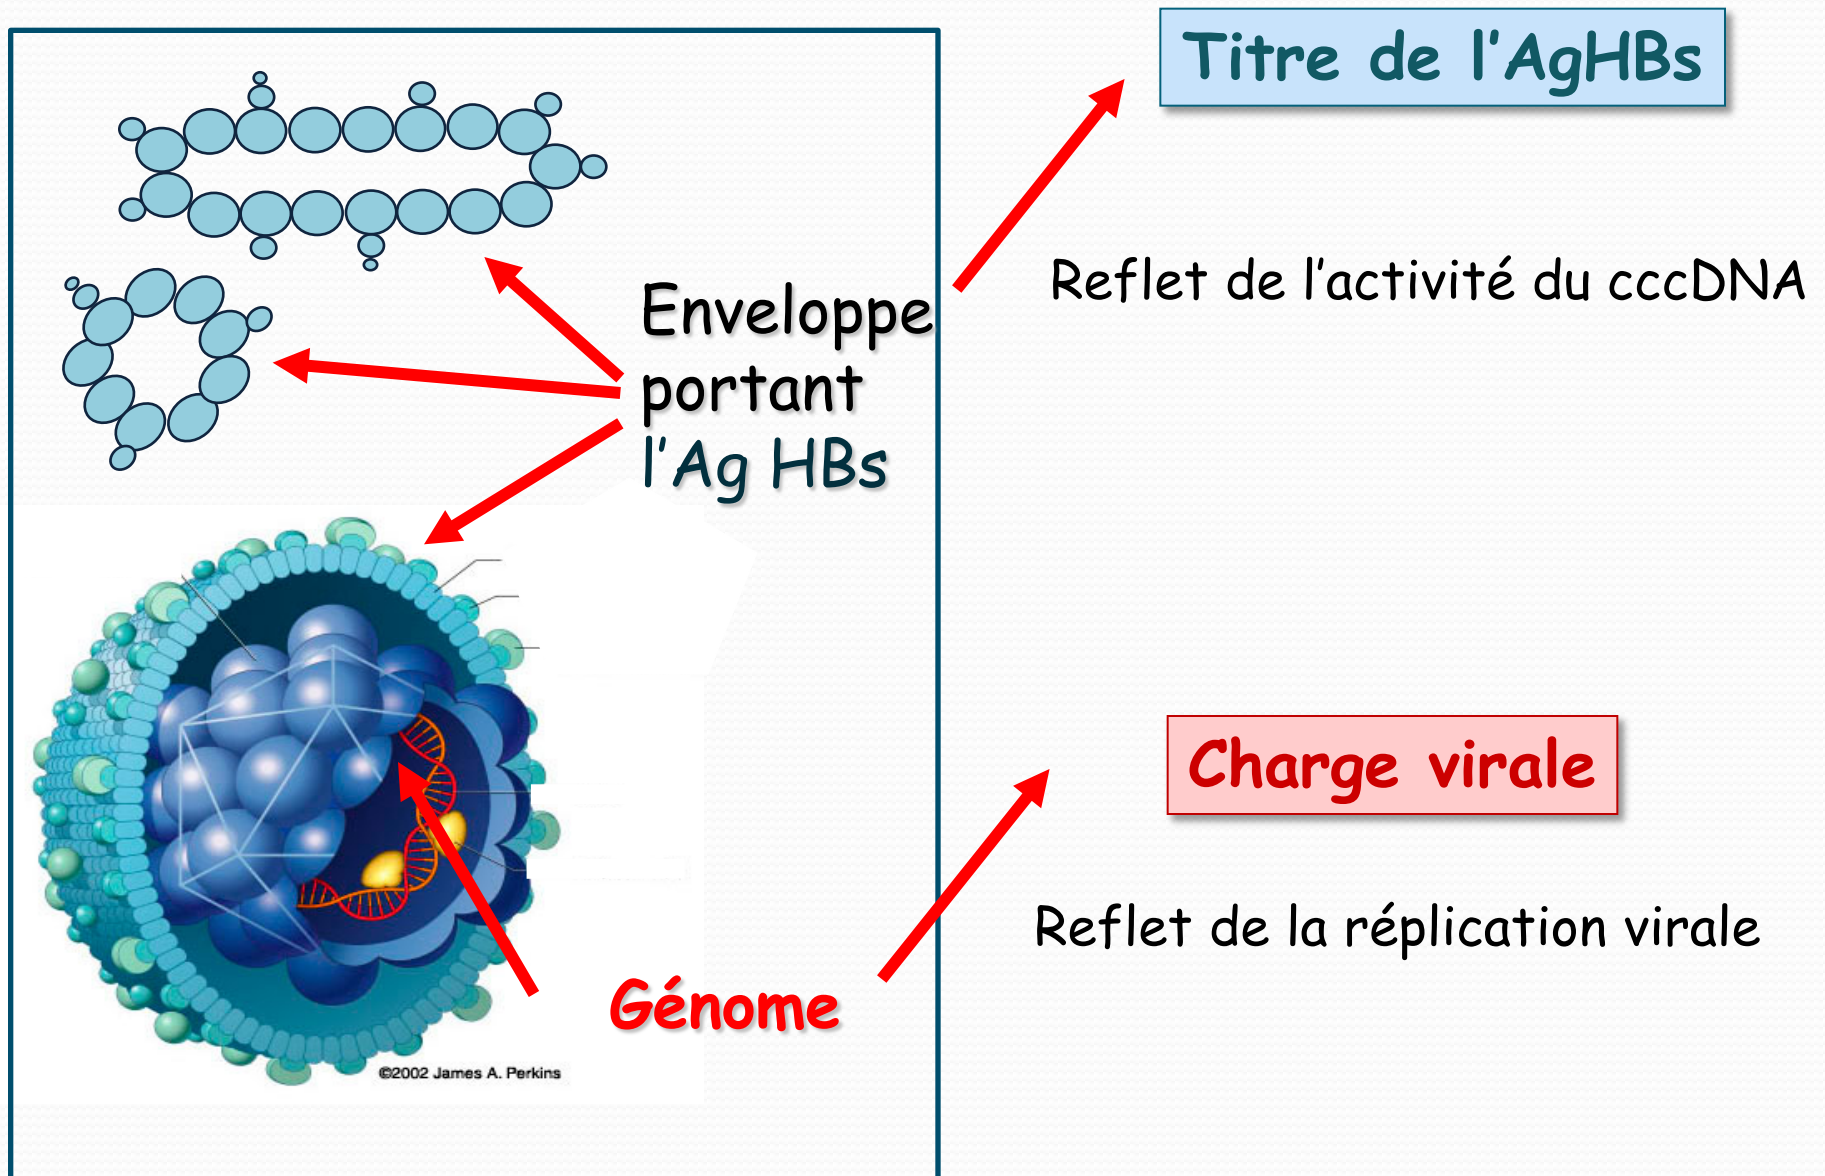 Titre de l'AgHBs
Enveloppe
portant
l'Ag HBs
Reflet de l'activité du cccDNA
Charge virale
Reflet de la réplication virale
Génome
©2002 James A. Perkins